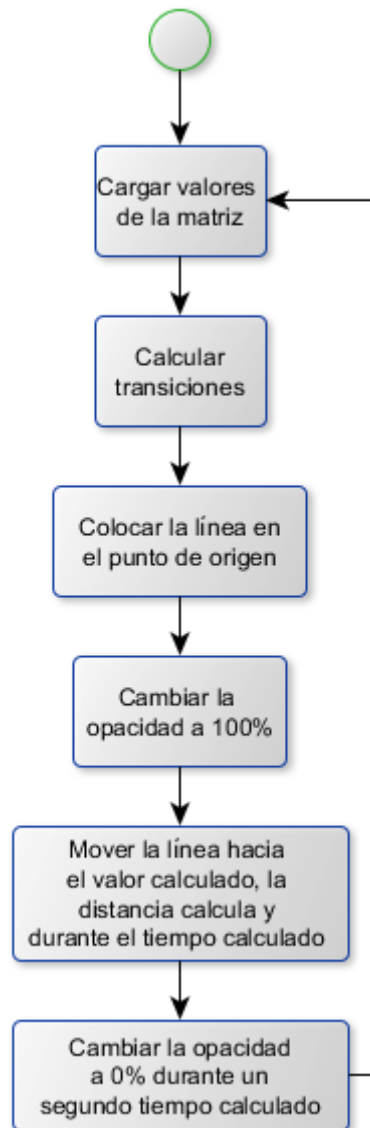 Cargar valores
de la matriz
Calcular
transiciones
Colocar la línea en
el punto de origen
Cambiar la
opacidad a 100%
Mover la línea hacia
el valor calculado, la
distancia calcula y
durante el tiempo calculado
Cambiar la opacidad
a 0% durante un
segundo tiempo calculado